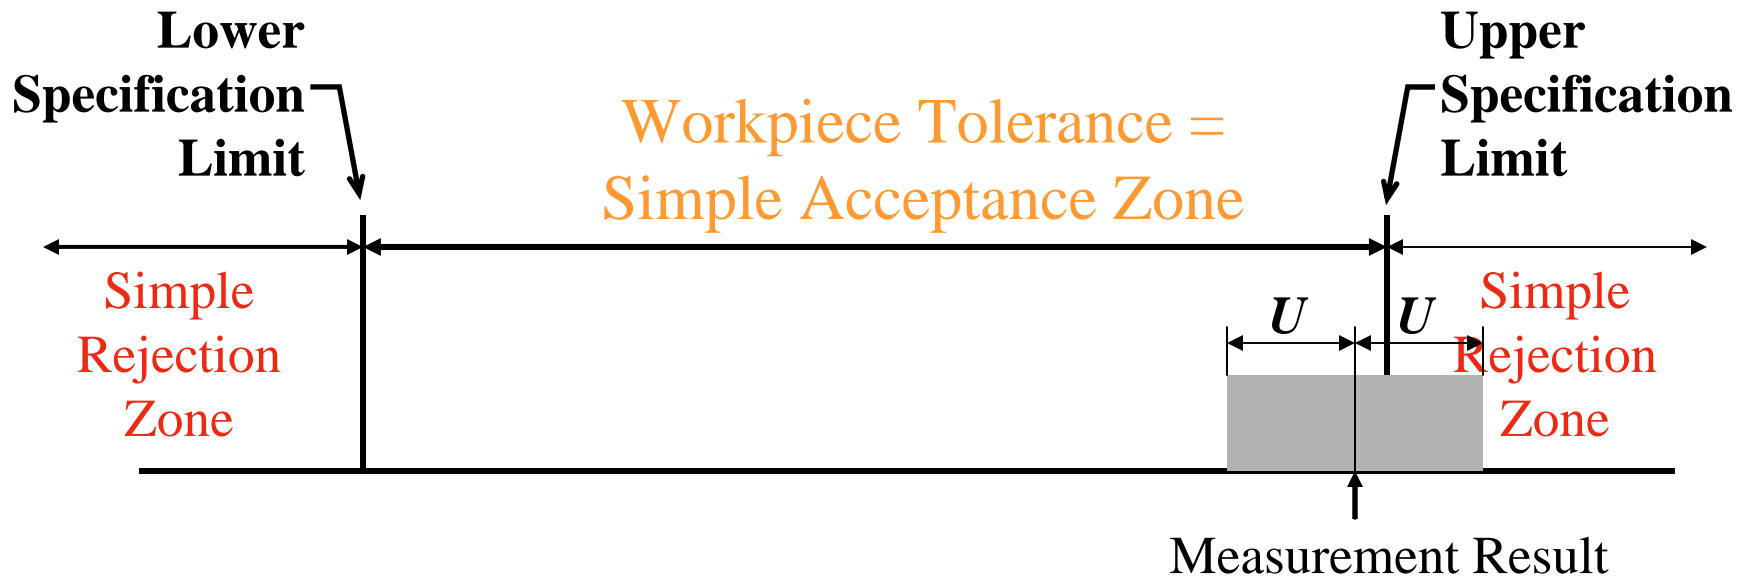 Lower
Specification
Limit
Upper
Specification
Limit
Workpiece Tolerance =
Simple Acceptance Zone
Simple
Rejection
Zone
U
U
Simple
Rejection
Zone
Measurement Result